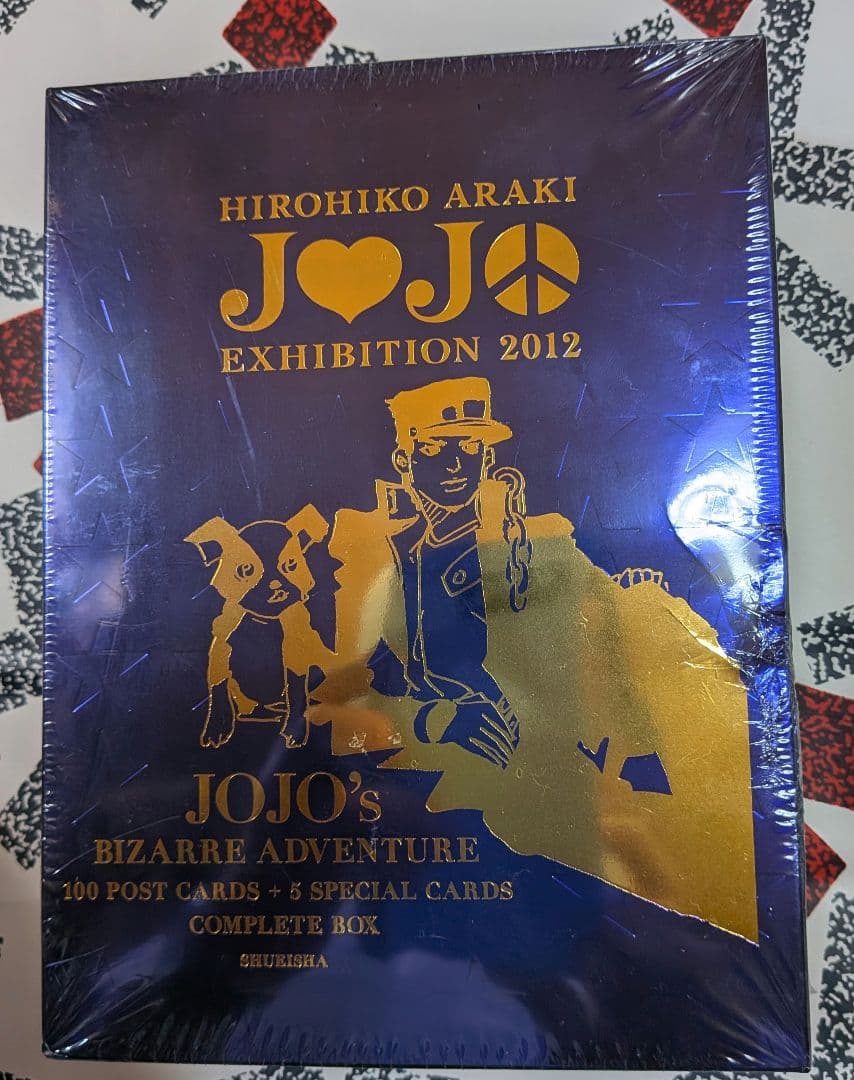 HIROHIKO ARAKI
JOJO
EXHIBITION 2012
JOJO's
BIZARRE ADVENTURE
100 POST CARDS + 5 SPECIAL CARDS
COMPLETE BOX
SHUEISHA